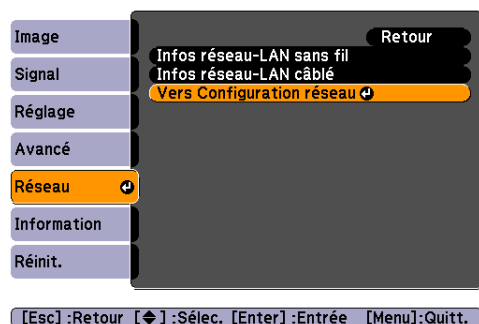 Image
Signal
Réglage
Avancé
Réseau
Information
Réinit.
Retour
Infos réseau-LAN sans fil
Infos réseau-LAN câblé
Vers Configuration réseau
[Esc] :Retour [◆] :Sélec. [Enter] :Entrée [Menu]:Quitt.